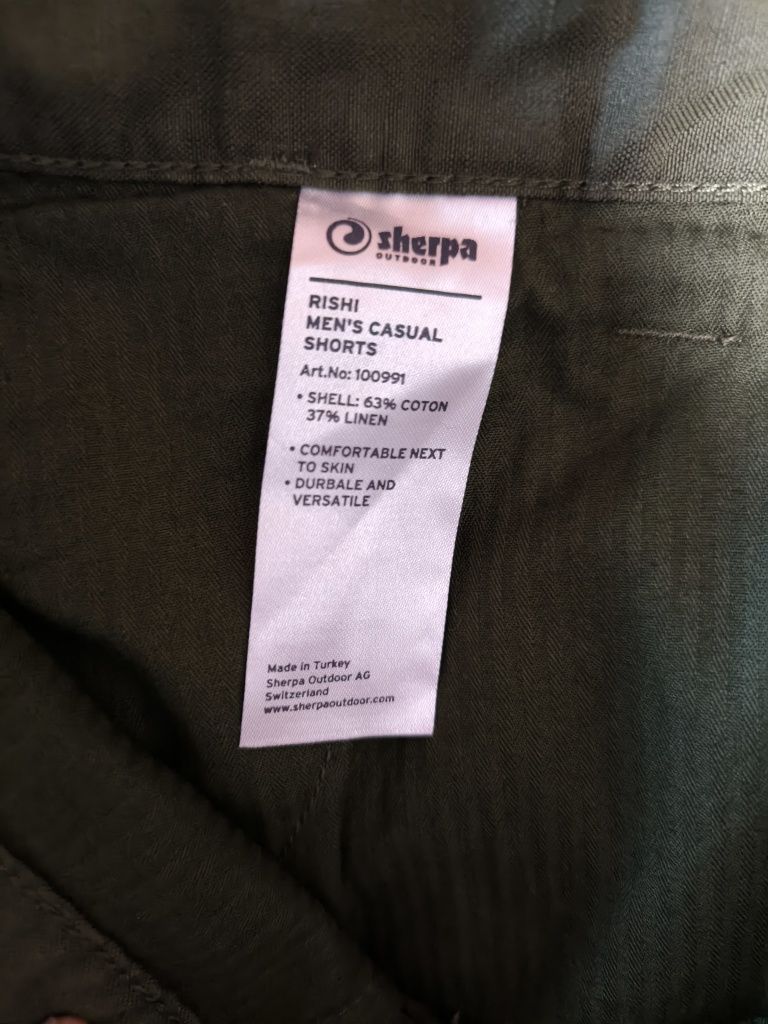 sherpa
OUTDOOR
RISHI
MEN'S CASUAL
SHORTS
Art.No: 100991
• SHELL: 63% COTON
37% LINEN
• COMFORTABLE NEXT
TO SKIN
• DURBALE AND
VERSATILE
Made in Turkey
Sherpa Outdoor AG
Switzerland
www.sherpaoutdoor.com